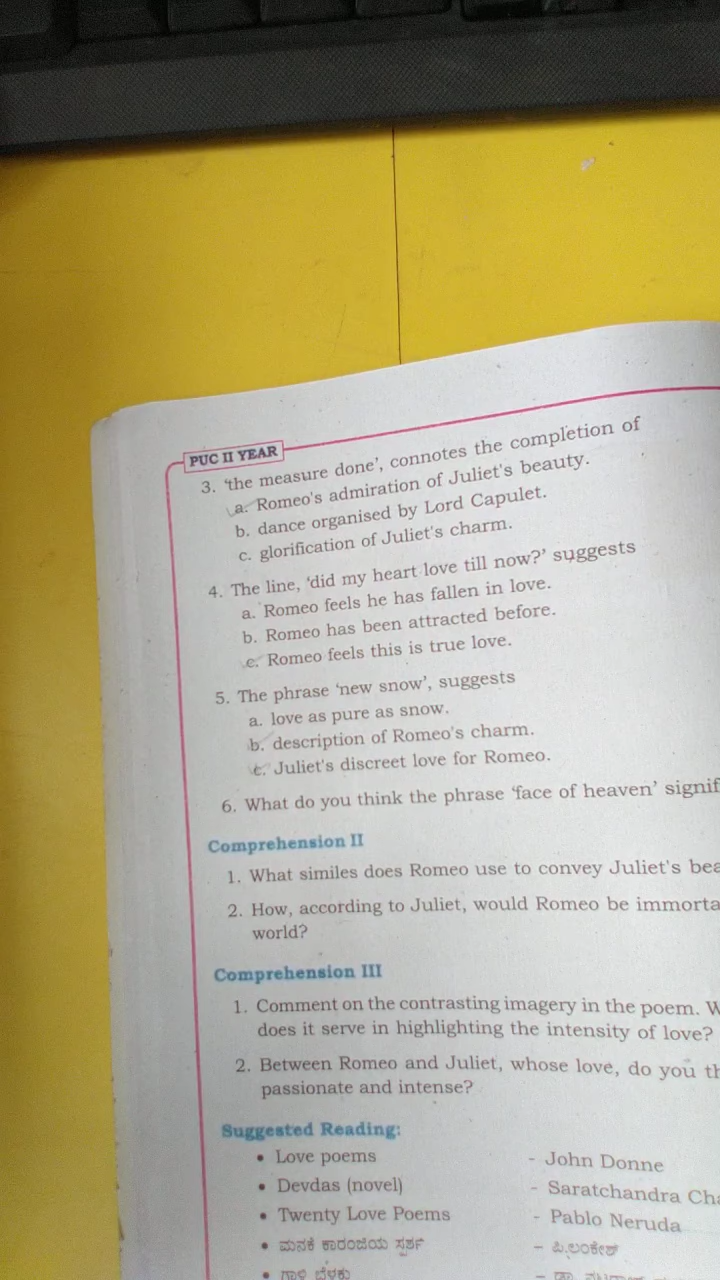 PUC II YEAR
3. 'the measure done', connotes the completion of
a. Romeo's admiration of Juliet's beauty.
b. dance organised by Lord Capulet.
c. glorification of Juliet's charm.
4. The line, 'did my heart love till now?' suggests
a. Romeo feels he has fallen in love.
b. Romeo has been attracted before.
c. Romeo feels this is true love.
5. The phrase 'new snow', suggests
a. love as pure as snow.
b. description of Romeo's charm.
c. Juliet's discreet love for Romeo.
6. What do you think the phrase 'face of heaven' signif
Comprehension II
1. What similes does Romeo use to convey Juliet's bea
2. How, according to Juliet, would Romeo be immorta
world?
Comprehension III
1. Comment on the contrasting imagery in the poem. W
does it serve in highlighting the intensity of love?
2. Between Romeo and Juliet, whose love, do you th
passionate and intense?
Suggested Reading:
• Love poems - John Donne
• Devdas (novel) - Saratchandra Cha
• Twenty Love Poems - Pablo Neruda
• ಮನಕೆ ಕಾರಂಜಿಯ ಸ್ಪರ್ಶ - ಪಿ.ಲಂಕೇಶ್
• ಗಾಳಿ ಬೆಳಕು - ಡಾ.